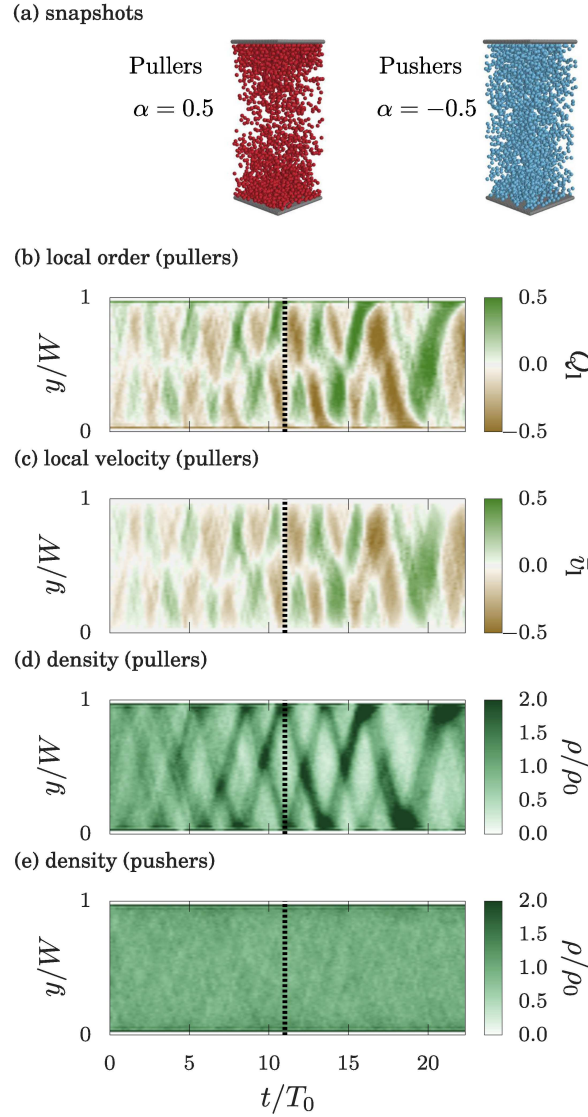 (a) snapshots
Pullers
α = 0.5
Pushers
α = −0.5
(b) local order (pullers)
1
y/W
0
0.5
0.0
−0.5
Q₁
(c) local velocity (pullers)
1
y/W
0
0.5
0.0
−0.5
(d) density (pullers)
1
y/W
0
2.0
1.5
1.0
0.5
0.0
ρ/ρ₀
(e) density (pushers)
1
y/W
0
2.0
1.5
1.0
0.5
0.0
ρ/ρ₀
0 5 10 15 20
t/T₀